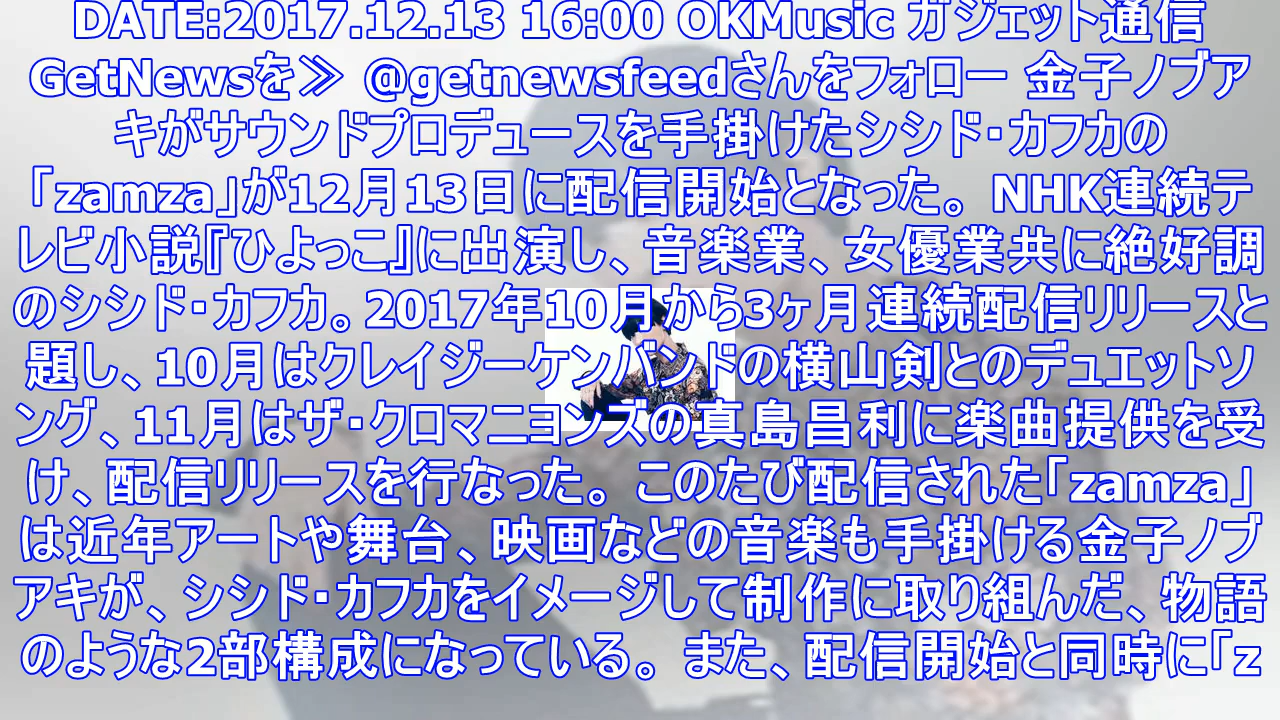 DATE:2017.12.13 16:00 OKMusic ガジェット通信
GetNewsを≫ @getnewsfeedさんをフォロー 金子ノブア
キがサウンドプロデュースを手掛けたシシド・カフカの
「zamza」が12月13日に配信開始となった。 NHK連続テ
レビ小説『ひよっこ』に出演し、音楽業、女優業共に絶好調
のシシド・カフカ。2017年10月から3ヶ月連続配信リリースと
題し、10月はクレイジーケンバンドの横山剣とのデュエットソ
ング、11月はザ・クロマニヨンズの真島昌利に楽曲提供を受
け、配信リリースを行なった。 このたび配信された「zamza」
は近年アートや舞台、映画などの音楽も手掛ける金子ノブ
アキが、シシド・カフカをイメージして制作に取り組んだ、物語
のような2部構成になっている。 また、配信開始と同時に「z